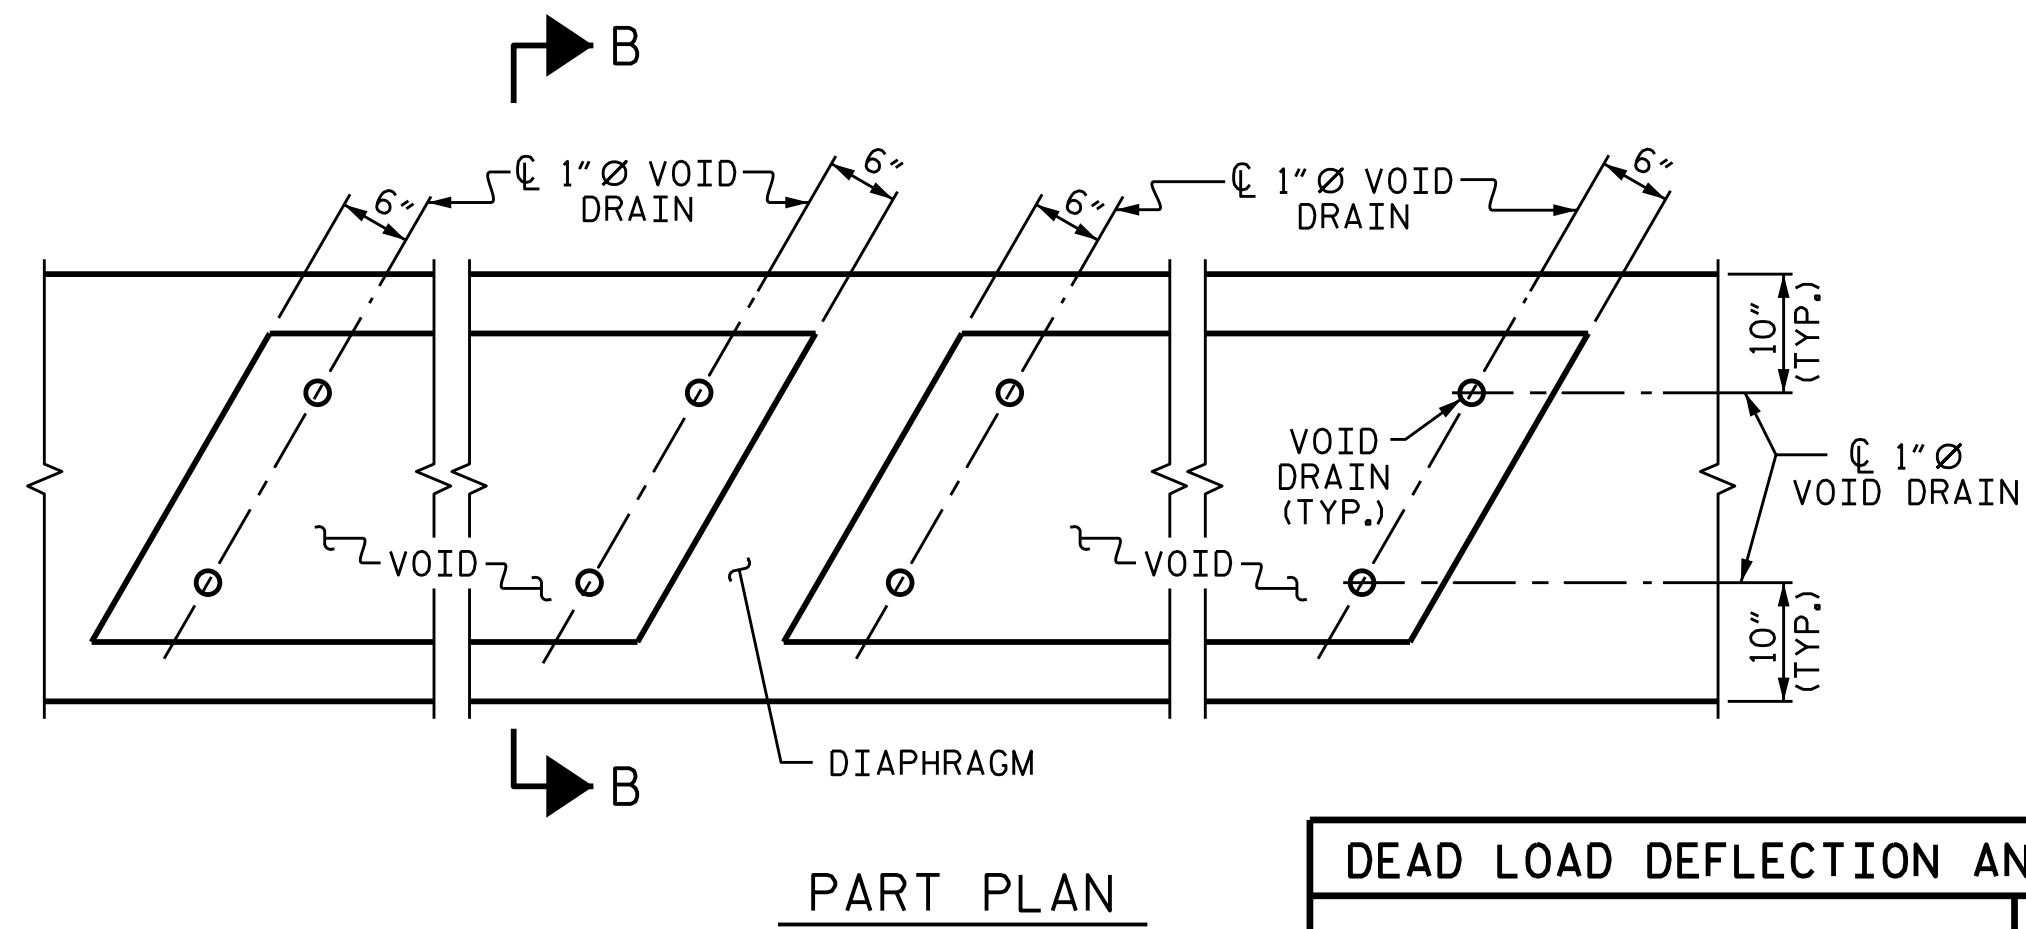 B
6"
℄ 1"Ø VOID
DRAIN
6"
6"
℄ 1"Ø VOID
DRAIN
6"
10"
(TYP.)
VOID
DRAIN
(TYP.)
℄ 1"Ø
VOID DRAIN
VOID
VOID
10"
(TYP.)
DIAPHRAGM
B
PART PLAN
DEAD LOAD DEFLECTION AN